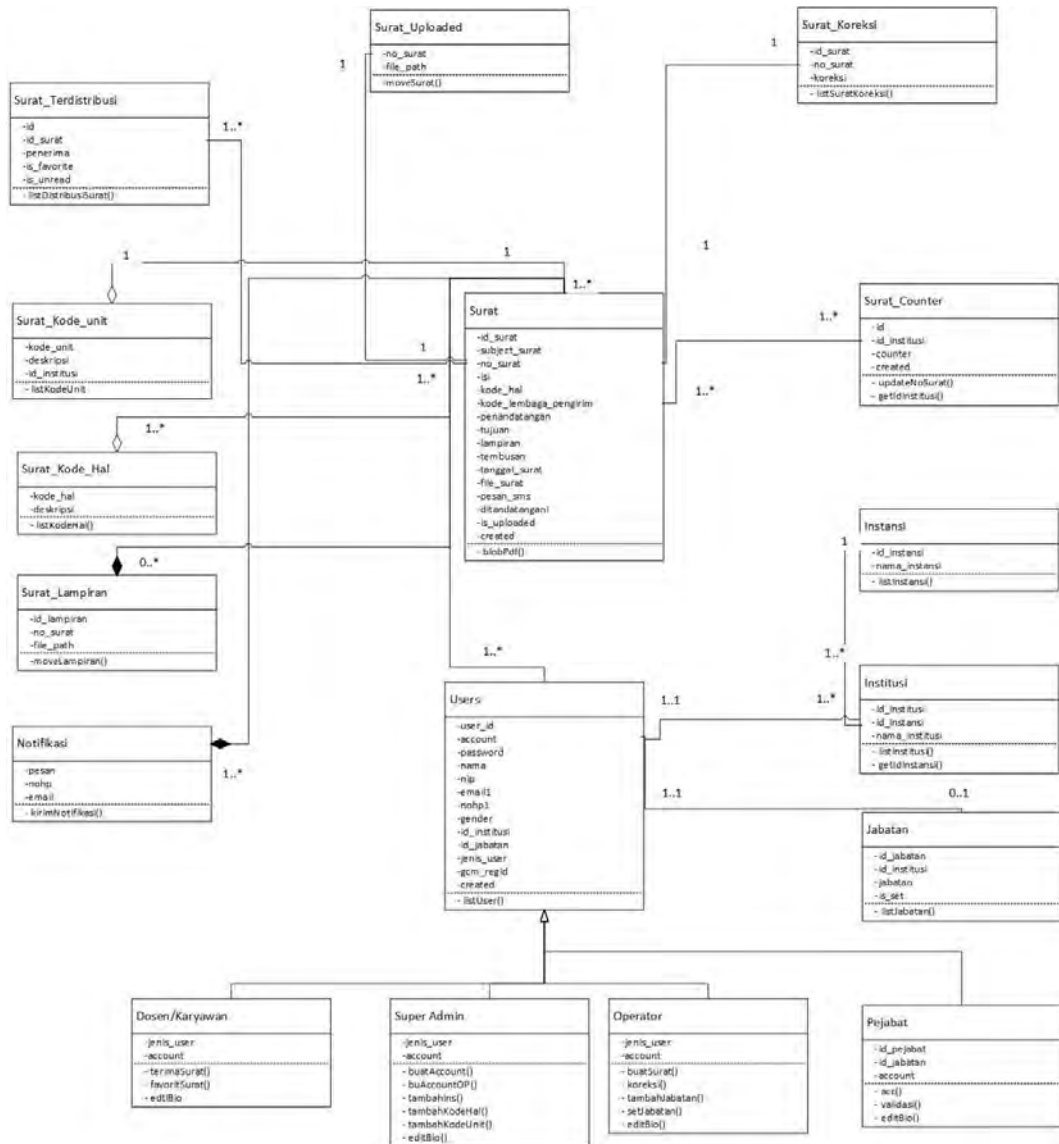 Surat_Uploaded
-no_surat
-file_path
-moveSurat()
1
Surat_Koreksi
-id_surat
-no_surat
-koreksi
- listSuratKoreksi()
1
Surat_Terdistribusi
-id
-id_surat
-penerima
-is_favorite
-is_unread
- listDistribusiSurat()
1..*
1
1
1
1..*
Surat_Kode_unit
-kode_unit
-deskripsi
-id_institusi
- listKodeUnit
Surat
-id_surat
-subject_surat
-no_surat
-isi
-kode_hal
-kode_lembaga_pengirim
-penandatangan
-tujuan
-lampiran
-tembusan
-tanggal_surat
-file_surat
-pesan_sms
-ditandatangani
-is_uploaded
-created
- blobPdf()
1
1..*
1..*
1..*
Surat_Counter
- id
-id_institusi
-counter
-created
- updateNoSurat()
- getIdInstitusi()
1..*
Surat_Kode_Hal
-kode_hal
-deskripsi
- listKodeHal()
0..*
Surat_Lampiran
-id_lampiran
-no_surat
-file_path
-moveLampiran()
Instansi
-id_instansi
-nama_instansi
- listInstansi()
1
1..*
1..*
1..*
1..1
Institusi
-id_institusi
-id_instansi
-nama_institusi
- listInstitusi()
- getIdInstansi()
Users
-user_id
-account
-password
-nama
-nip
-email1
-nohp1
-gender
-id_institusi
-id_jabatan
-jenis_user
-gcm_regid
-created
- listUser()
Notifikasi
-pesan
-nohp
-email
-kirimNotifikasi()
1..*
1..1
0..1
Jabatan
-id_jabatan
-id_institusi
-jabatan
-is_set
- listJabatan()
Dosen/Karyawan
-jenis_user
-account
- terimaSurat()
-favoritSurat()
- editBio
Super Admin
-jenis_user
-account
- buatAccount()
- buAccountOP()
- tambahIns()
- tambahKodeHal()
- tambahKodeUnit()
- editBio()
Operator
-jenis_user
-account
- buatSurat()
- koreksi()
- tambahJabatan()
- setJabatan()
- editBio()
Pejabat
-id_pejabat
-id_jabatan
-account
- acc()
- validasi()
- editBio()